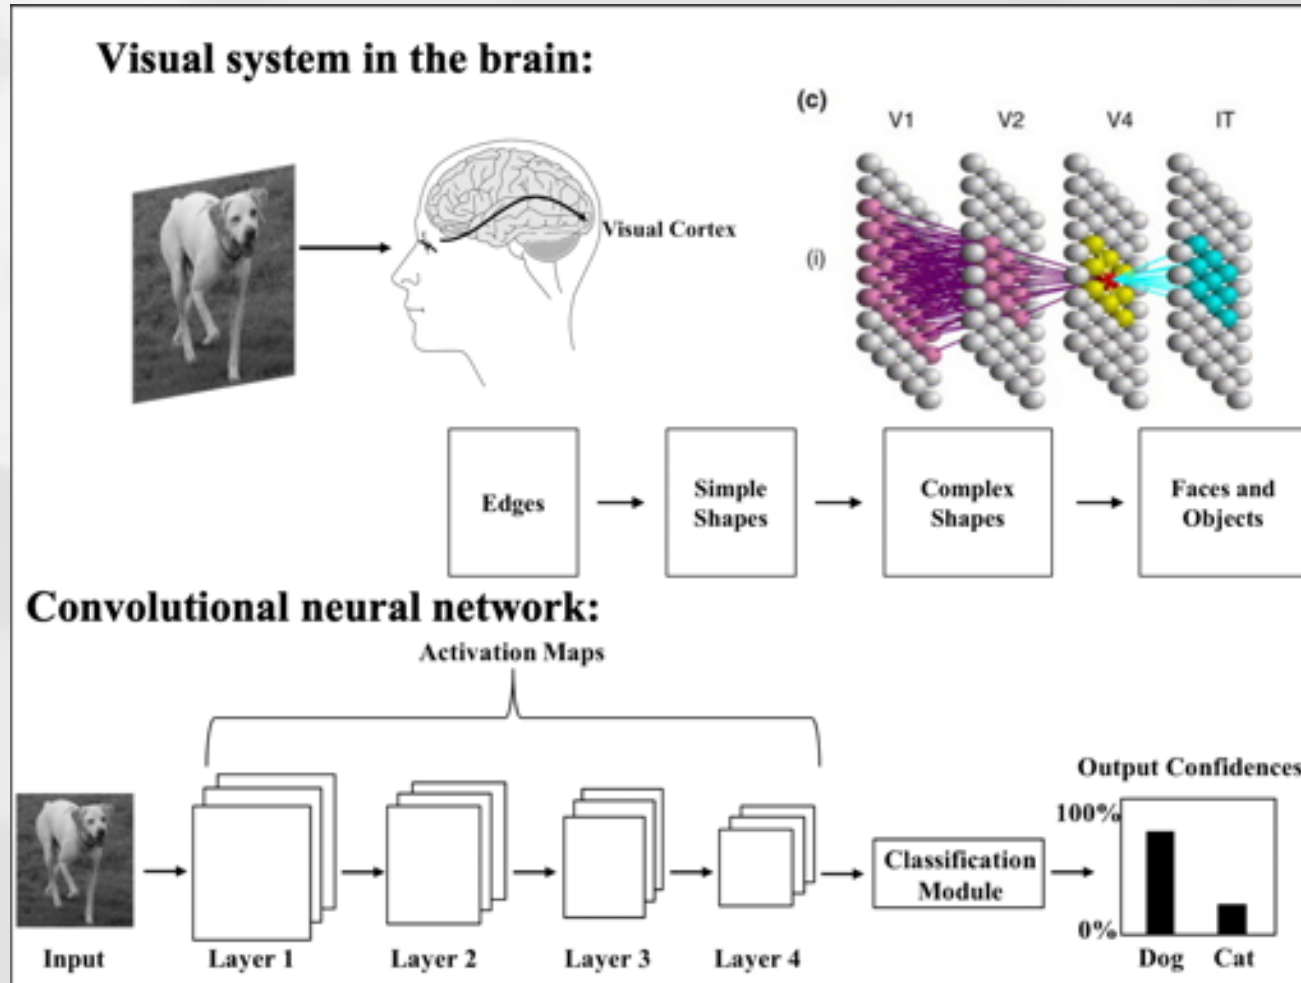 Visual system in the brain:
(c)
V1 V2 V4 IT
Visual Cortex
(i)
Edges
Simple
Shapes
Complex
Shapes
Faces and
Objects
Convolutional neural network:
Activation Maps
Output Confidences
100%
Classification
Module
0%
Input Layer 1 Layer 2 Layer 3 Layer 4 Dog Cat